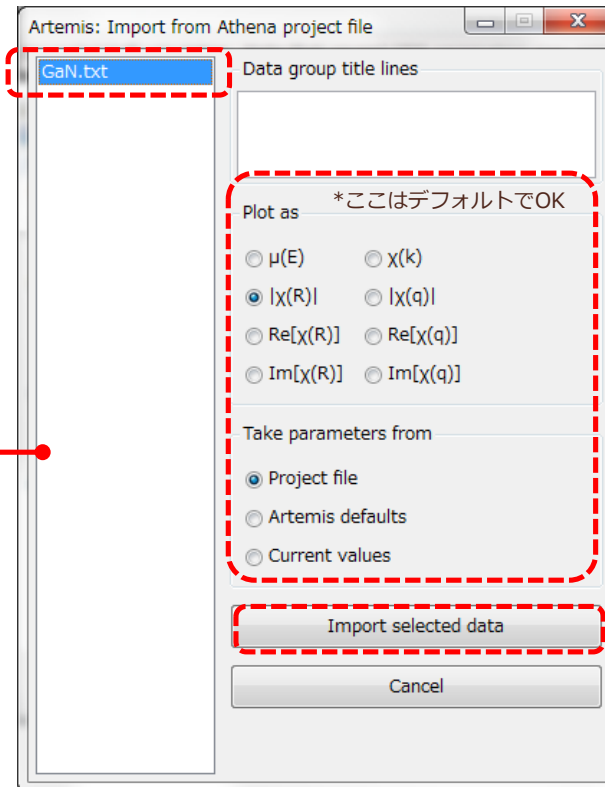 Artemis: Import from Athena project file
GaN.txt
Data group title lines
*ここはデフォルトでOK
Plot as
μ(E) χ(k)
|χ(R)| |χ(q)|
Re[χ(R)] Re[χ(q)]
Im[χ(R)] Im[χ(q)]
Take parameters from
Project file
Artemis defaults
Current values
Import selected data
Cancel